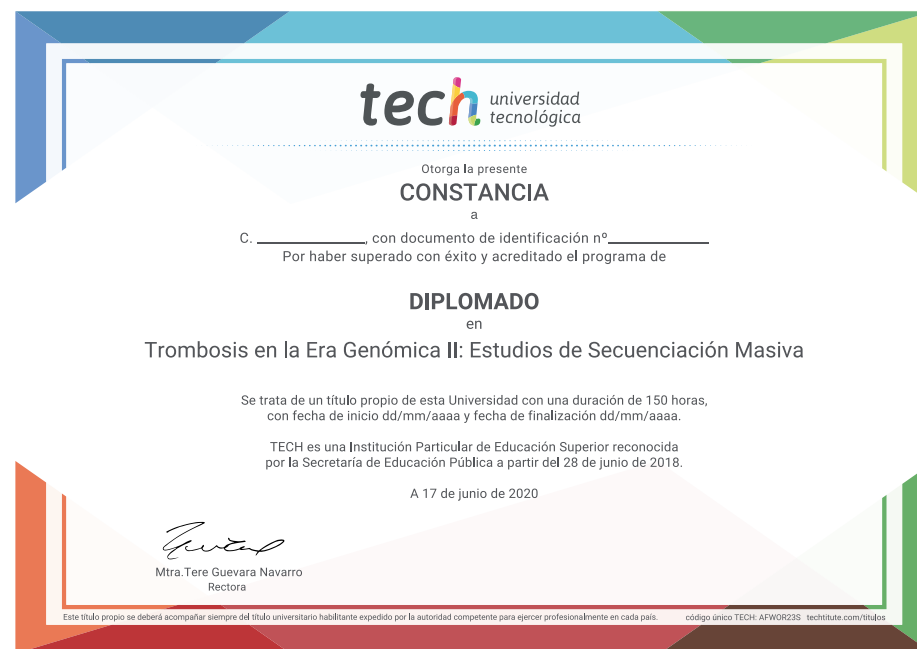 tech universidad
tecnológica
Otorga la presente
CONSTANCIA
a
C. ____________, con documento de identificación nº____________
Por haber superado con éxito y acreditado el programa de
DIPLOMADO
en
Trombosis en la Era Genómica II: Estudios de Secuenciación Masiva
Se trata de un título propio de esta Universidad con una duración de 150 horas,
con fecha de inicio dd/mm/aaaa y fecha de finalización dd/mm/aaaa.
TECH es una Institución Particular de Educación Superior reconocida
por la Secretaría de Educación Pública a partir del 28 de junio de 2018.
A 17 de junio de 2020
Mtra.Tere Guevara Navarro
Rectora
Este título propio se deberá acompañar siempre del título universitario habilitante expedido por la autoridad competente para ejercer profesionalmente en cada país. código único TECH: AFWOR23S techtitute.com/titulos